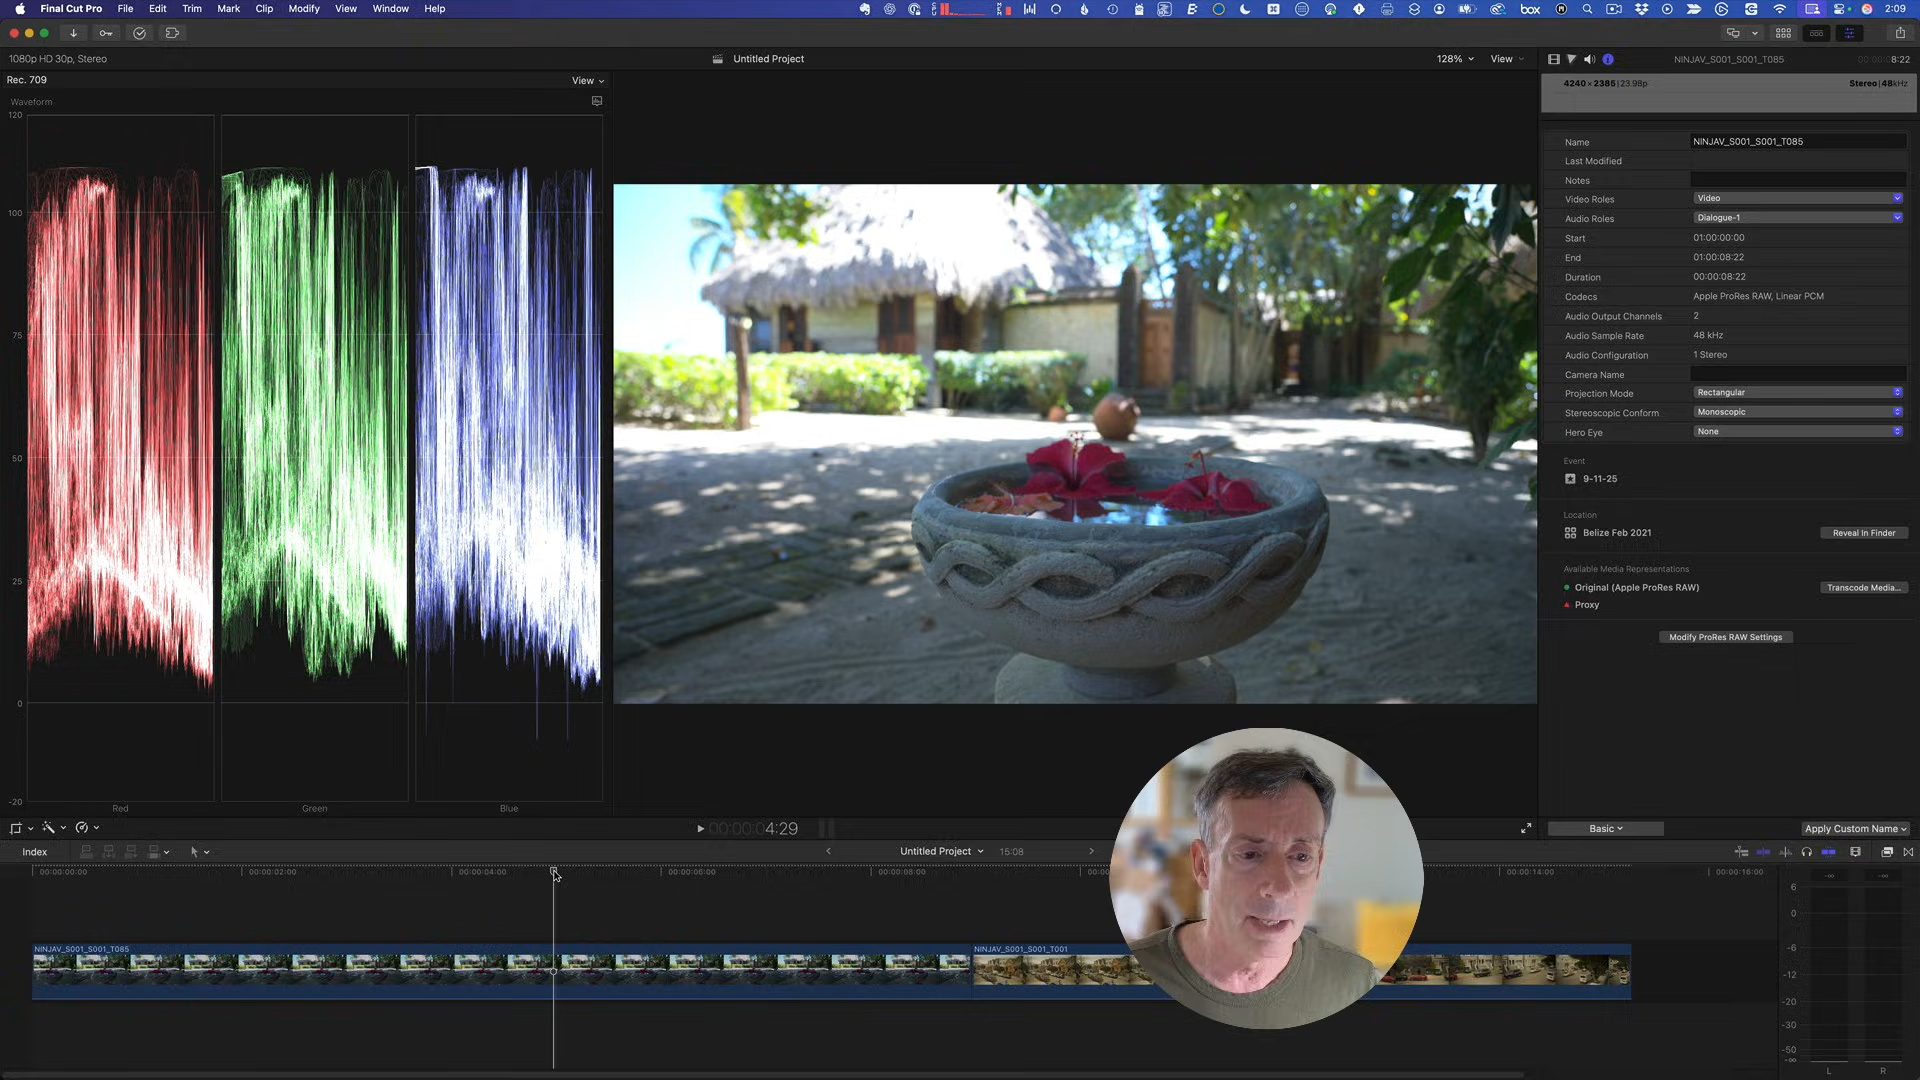 Final Cut Pro File Edit Trim Mark Clip Modify View Window Help box 2:09
1080p HD 30p, Stereo Untitled Project 128% View NINJAV_S001_S001_T085 00:00:08:22
Rec. 709 View
4240 × 2385 | 23.98p Stereo | 48kHz
Waveform
120
100
75
50
25
0
-20
Red Green Blue
Name NINJAV_S001_S001_T085
Last Modified
Notes
Video Roles Video
Audio Roles Dialogue-1
Start 01:00:00:00
End 01:00:08:22
Duration 00:00:08:22
Codecs Apple ProRes RAW, Linear PCM
Audio Output Channels 2
Audio Sample Rate 48 kHz
Audio Configuration 1 Stereo
Camera Name
Projection Mode Rectangular
Stereoscopic Conform Monoscopic
Hero Eye None
Event
9-11-25
Location
Belize Feb 2021 Reveal In Finder
Available Media Representations
Original (Apple ProRes RAW) Transcode Media...
Proxy
Modify ProRes RAW Settings
00:00:04:29 Basic Apply Custom Name
Index Untitled Project 15:08
00:00:00:00 00:00:02:00 00:00:04:00 00:00:06:00 00:00:08:00 00:00:14:00 00:00:16:00
NINJAV_S001_S001_T085 NINJAV_S001_S001_T001
-∞ -∞
6
0
-6
-12
-20
-30
-50
-∞
L R